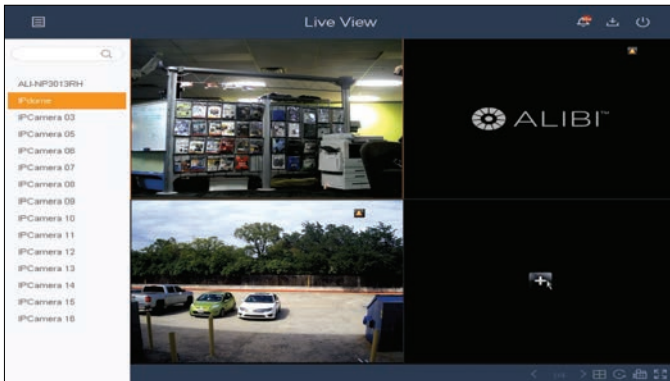 Live View
ALI-NP3013RH
IPdome
IPCamera 03
IPCamera 05
IPCamera 06
IPCamera 07
IPCamera 08
IPCamera 09
IPCamera 10
IPCamera 11
IPCamera 12
IPCamera 13
IPCamera 14
IPCamera 15
IPCamera 16
ALIBI™